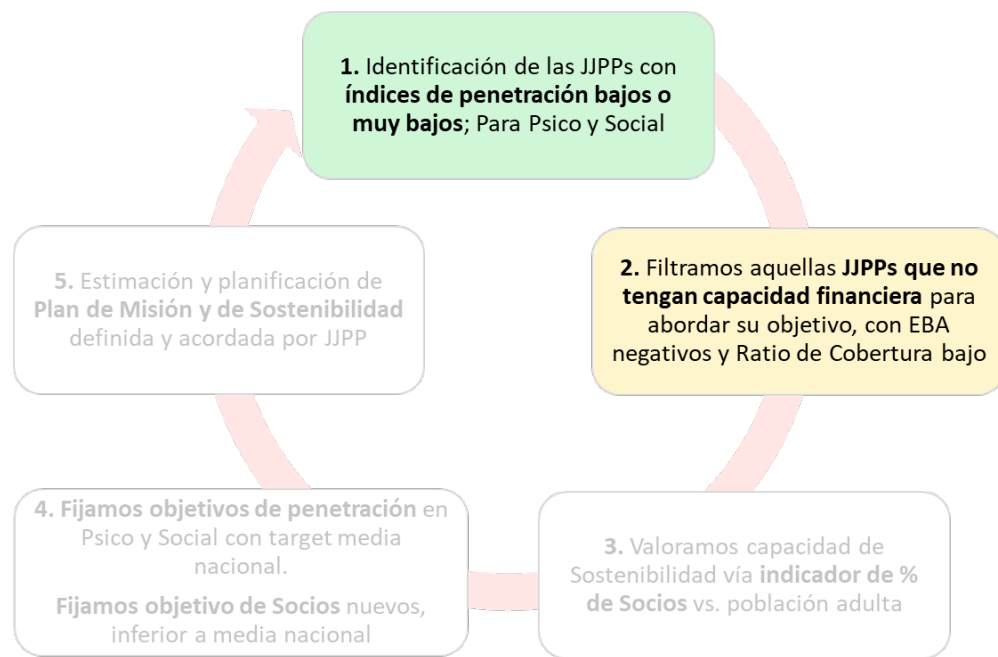 1. Identificación de las JJPPs con
índices de penetración bajos o
muy bajos; Para Psico y Social
2. Filtramos aquellas JJPPs que no
tengan capacidad financiera para
abordar su objetivo, con EBA
negativos y Ratio de Cobertura bajo
3. Valoramos capacidad de
Sostenibilidad vía indicador de %
de Socios vs. población adulta
4. Fijamos objetivos de penetración en
Psico y Social con target media
nacional.
Fijamos objetivo de Socios nuevos,
inferior a media nacional
5. Estimación y planificación de
Plan de Misión y de Sostenibilidad
definida y acordada por JJPP